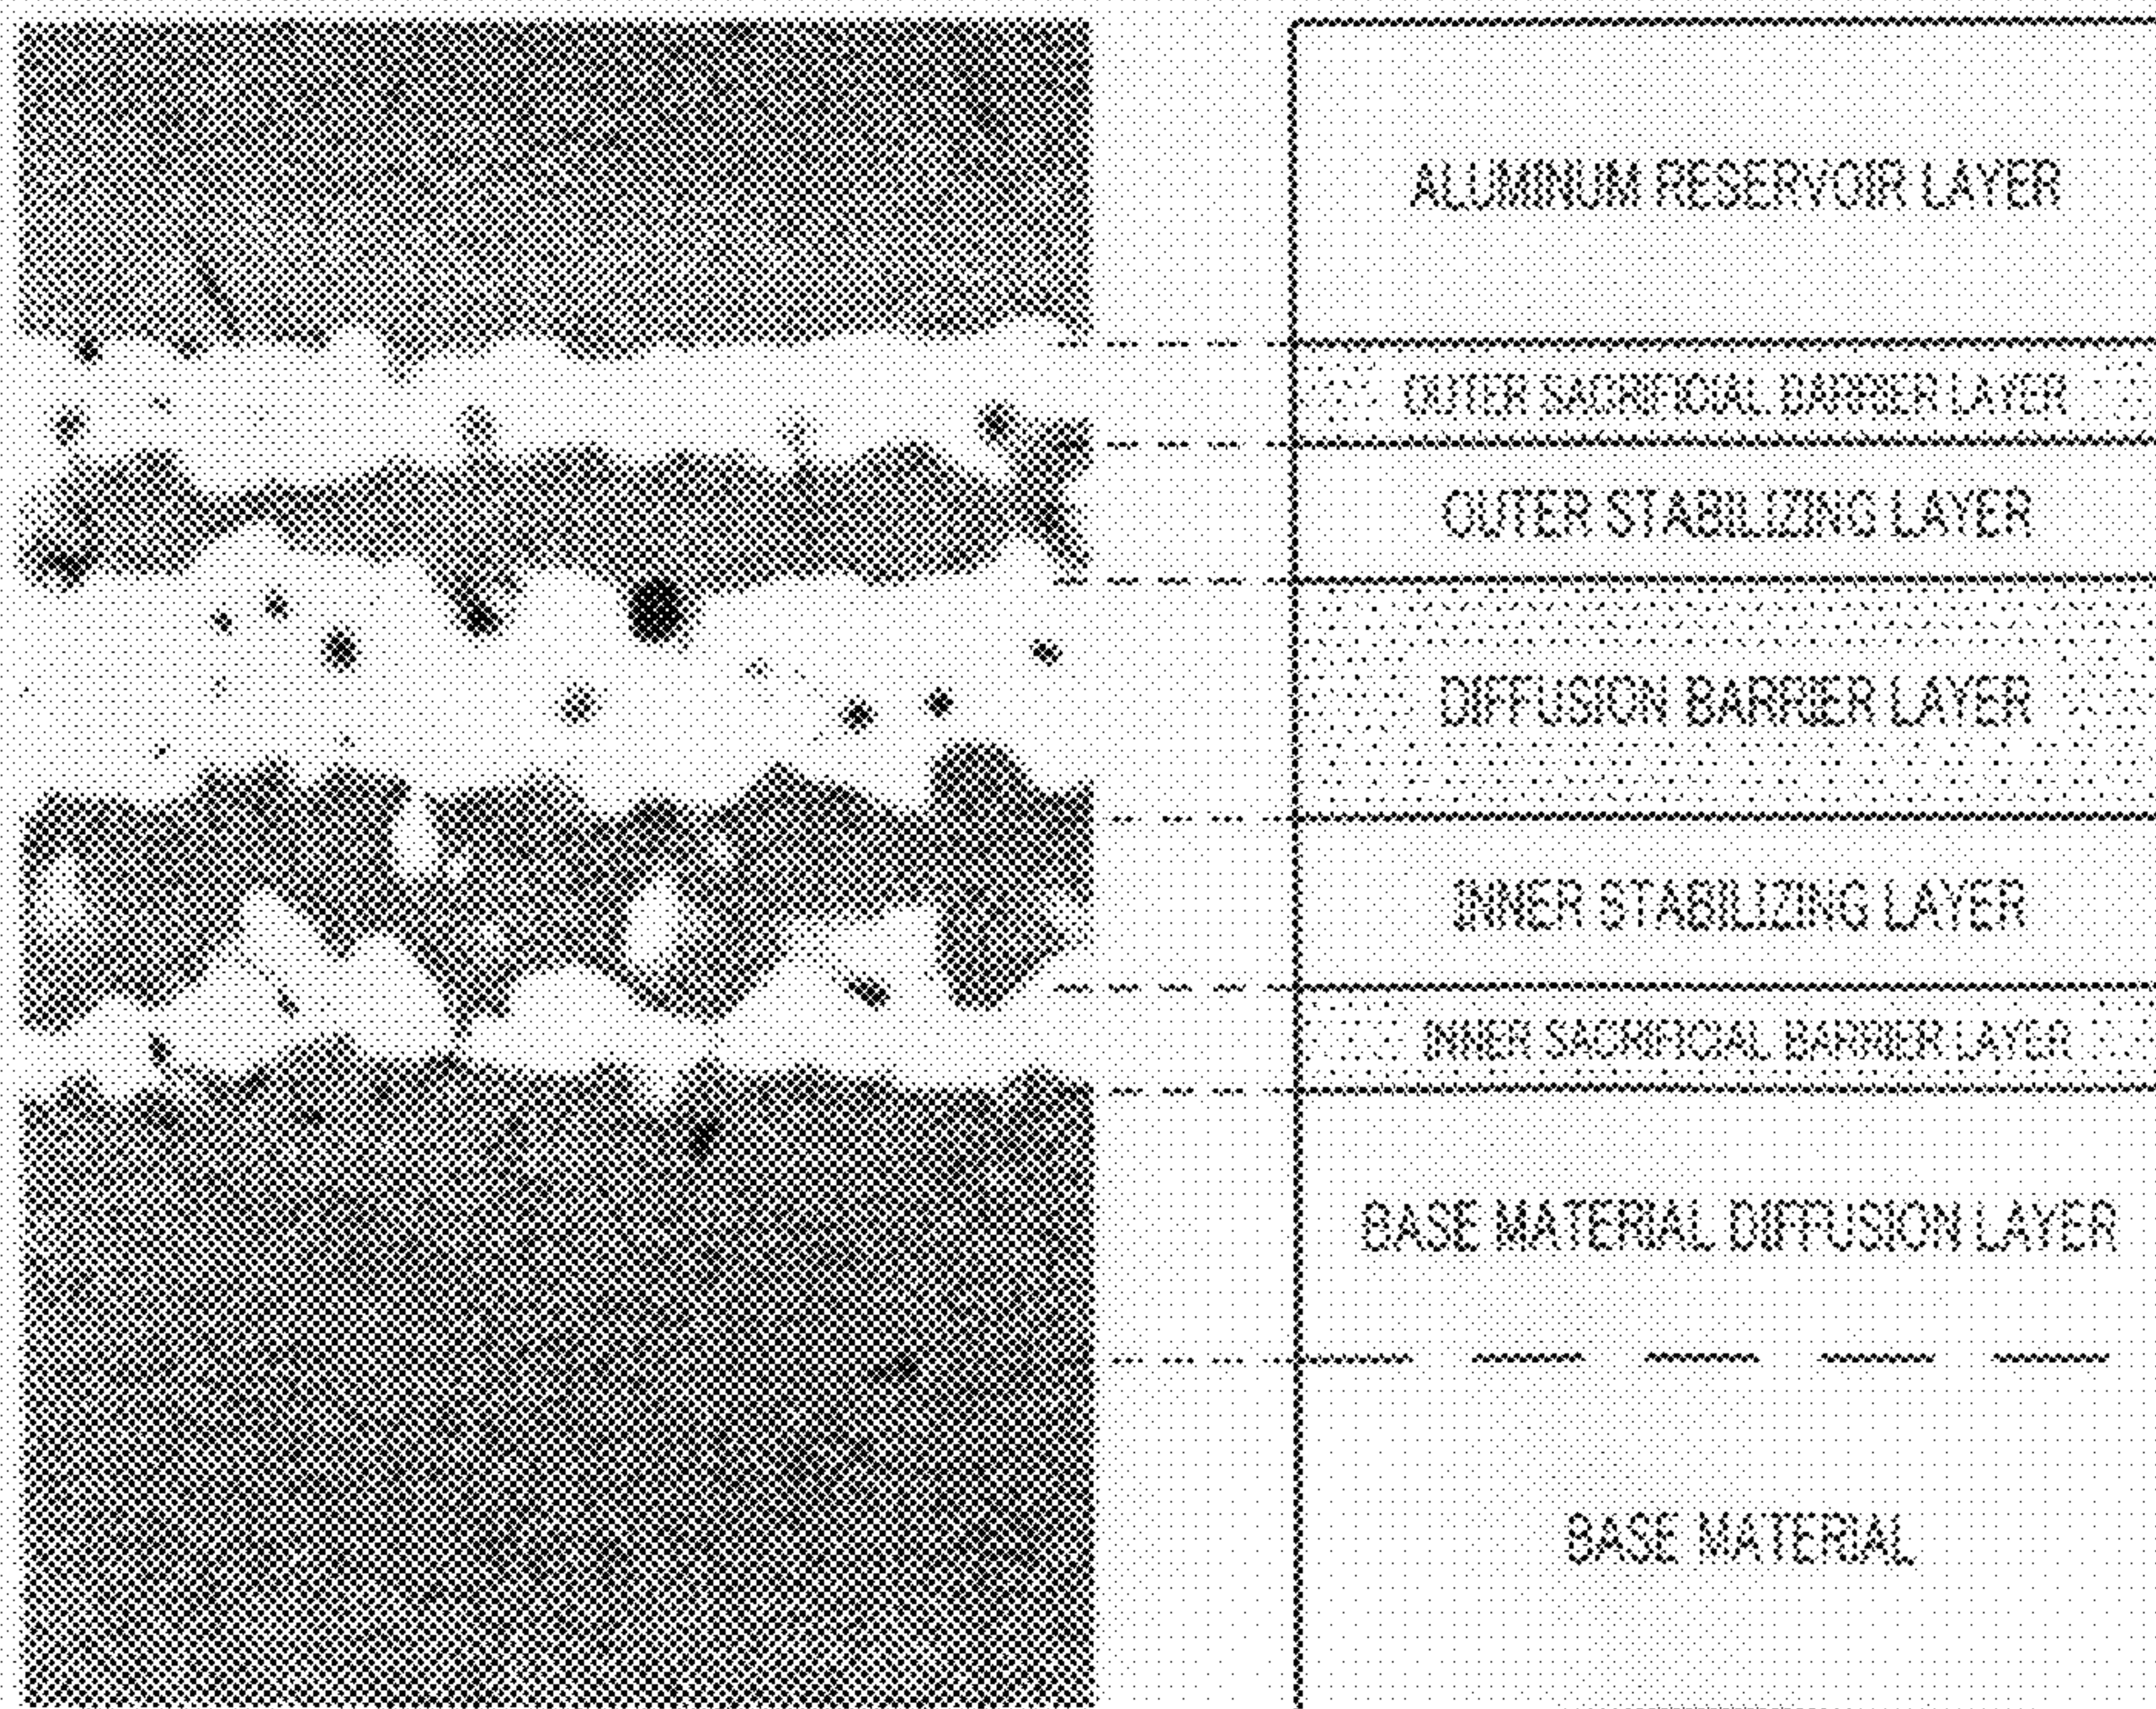 ALUMINUM RESERVOIR LAYER
OUTER SACRIFICIAL BARRIER LAYER
OUTER STABILIZING LAYER
DIFFUSION BARRIER LAYER
INNER STABILIZING LAYER
INNER SACRIFICIAL BARRIER LAYER
BASE MATERIAL DIFFUSION LAYER
BASE MATERIAL